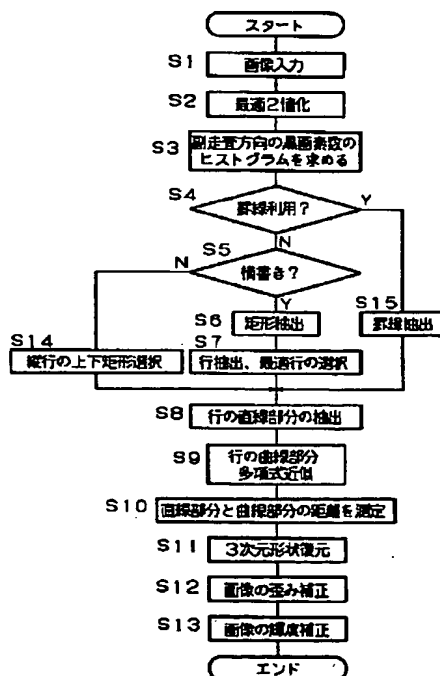 スタート
S1
画像入力
S2
最適2値化
S3
副走査方向の黒画素数の
ヒストグラムを求める
S4
罫線利用?
Y
N
S5
横書き?
N
Y
S6
矩形抽出
S15
罫線抽出
S14
縦行の上下矩形選択
S7
行抽出、最適行の選択
S8
行の直線部分の抽出
S9
行の曲線部分
多項式近似
S10
直線部分と曲線部分の距離を測定
S11
3次元形状復元
S12
画像の歪み補正
S13
画像の輝度補正
エンド